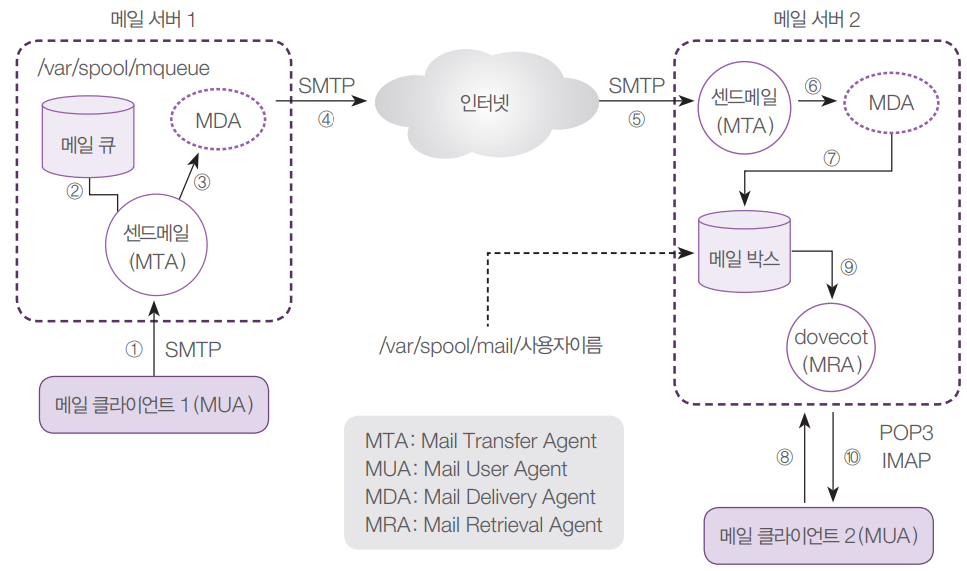 메일 서버 1
/var/spool/mqueue
메일 큐
MDA
②
③
센드메일
(MTA)
①
SMTP
메일 클라이언트 1(MUA)
SMTP
④
인터넷
SMTP
⑤
메일 서버 2
센드메일
(MTA)
⑥
MDA
⑦
메일 박스
⑨
/var/spool/mail/사용자이름
dovecot
(MRA)
MTA: Mail Transfer Agent
MUA: Mail User Agent
MDA: Mail Delivery Agent
MRA: Mail Retrieval Agent
⑧
⑩
POP3
IMAP
메일 클라이언트 2(MUA)